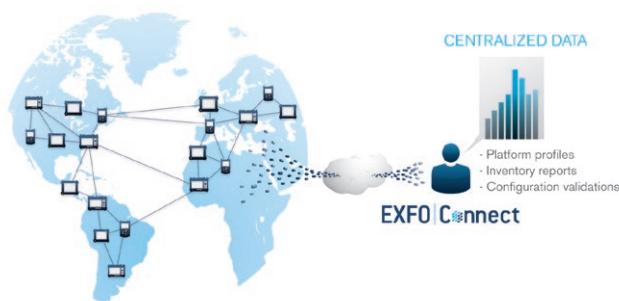 CENTRALIZED DATA
· Platform profiles
· Inventory reports
· Configuration validations
EXFO|Connect